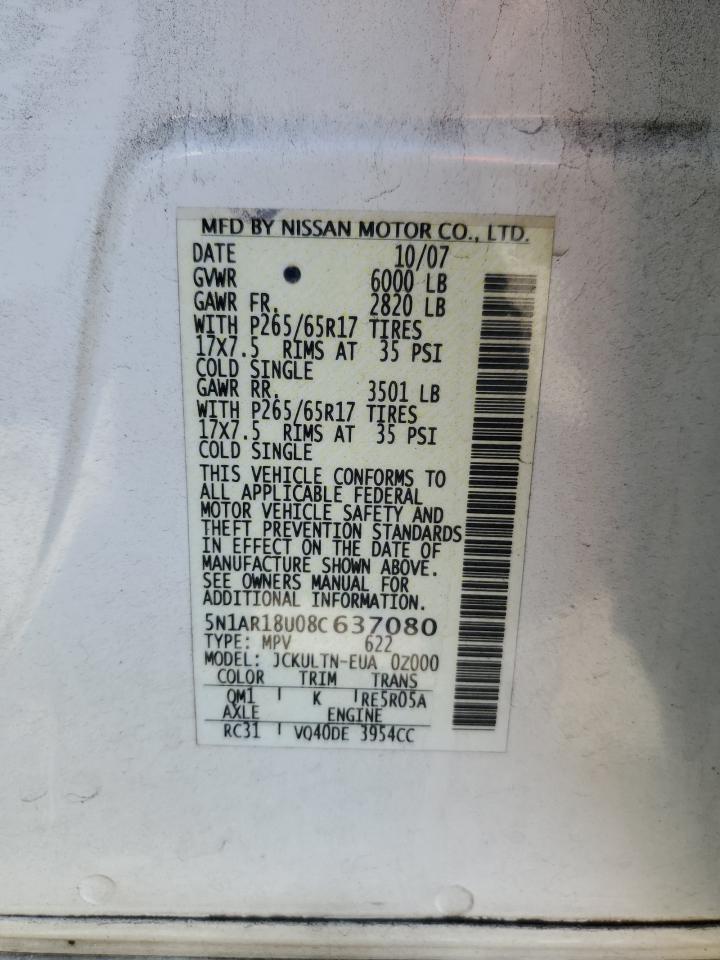 MFD BY NISSAN MOTOR CO., LTD.
DATE 10/07
GVWR 6000 LB
GAWR FR. 2820 LB
WITH P265/65R17 TIRES
17X7.5 RIMS AT 35 PSI
COLD SINGLE
GAWR RR. 3501 LB
WITH P265/65R17 TIRES
17X7.5 RIMS AT 35 PSI
COLD SINGLE
THIS VEHICLE CONFORMS TO
ALL APPLICABLE FEDERAL
MOTOR VEHICLE SAFETY AND
THEFT PREVENTION STANDARDS
IN EFFECT ON THE DATE OF
MANUFACTURE SHOWN ABOVE.
SEE OWNERS MANUAL FOR
ADDITIONAL INFORMATION.
5N1AR18U08C637080
TYPE: MPV 622
MODEL: JCKULTN-EUA 0Z000
COLOR TRIM TRANS
QM1 K RE5R05A
AXLE ENGINE
RC31 VQ40DE 3954CC